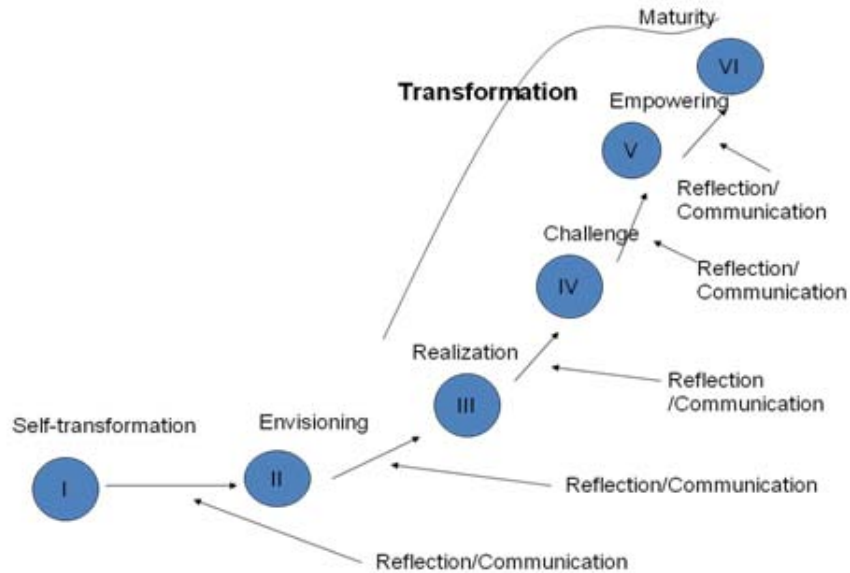 Maturity
VI
Transformation
Empowering
V
Reflection/
Communication
Challenge
Reflection/
Communication
IV
Realization
Reflection
/Communication
III
Self-transformation
Envisioning
I
II
Reflection/Communication
Reflection/Communication